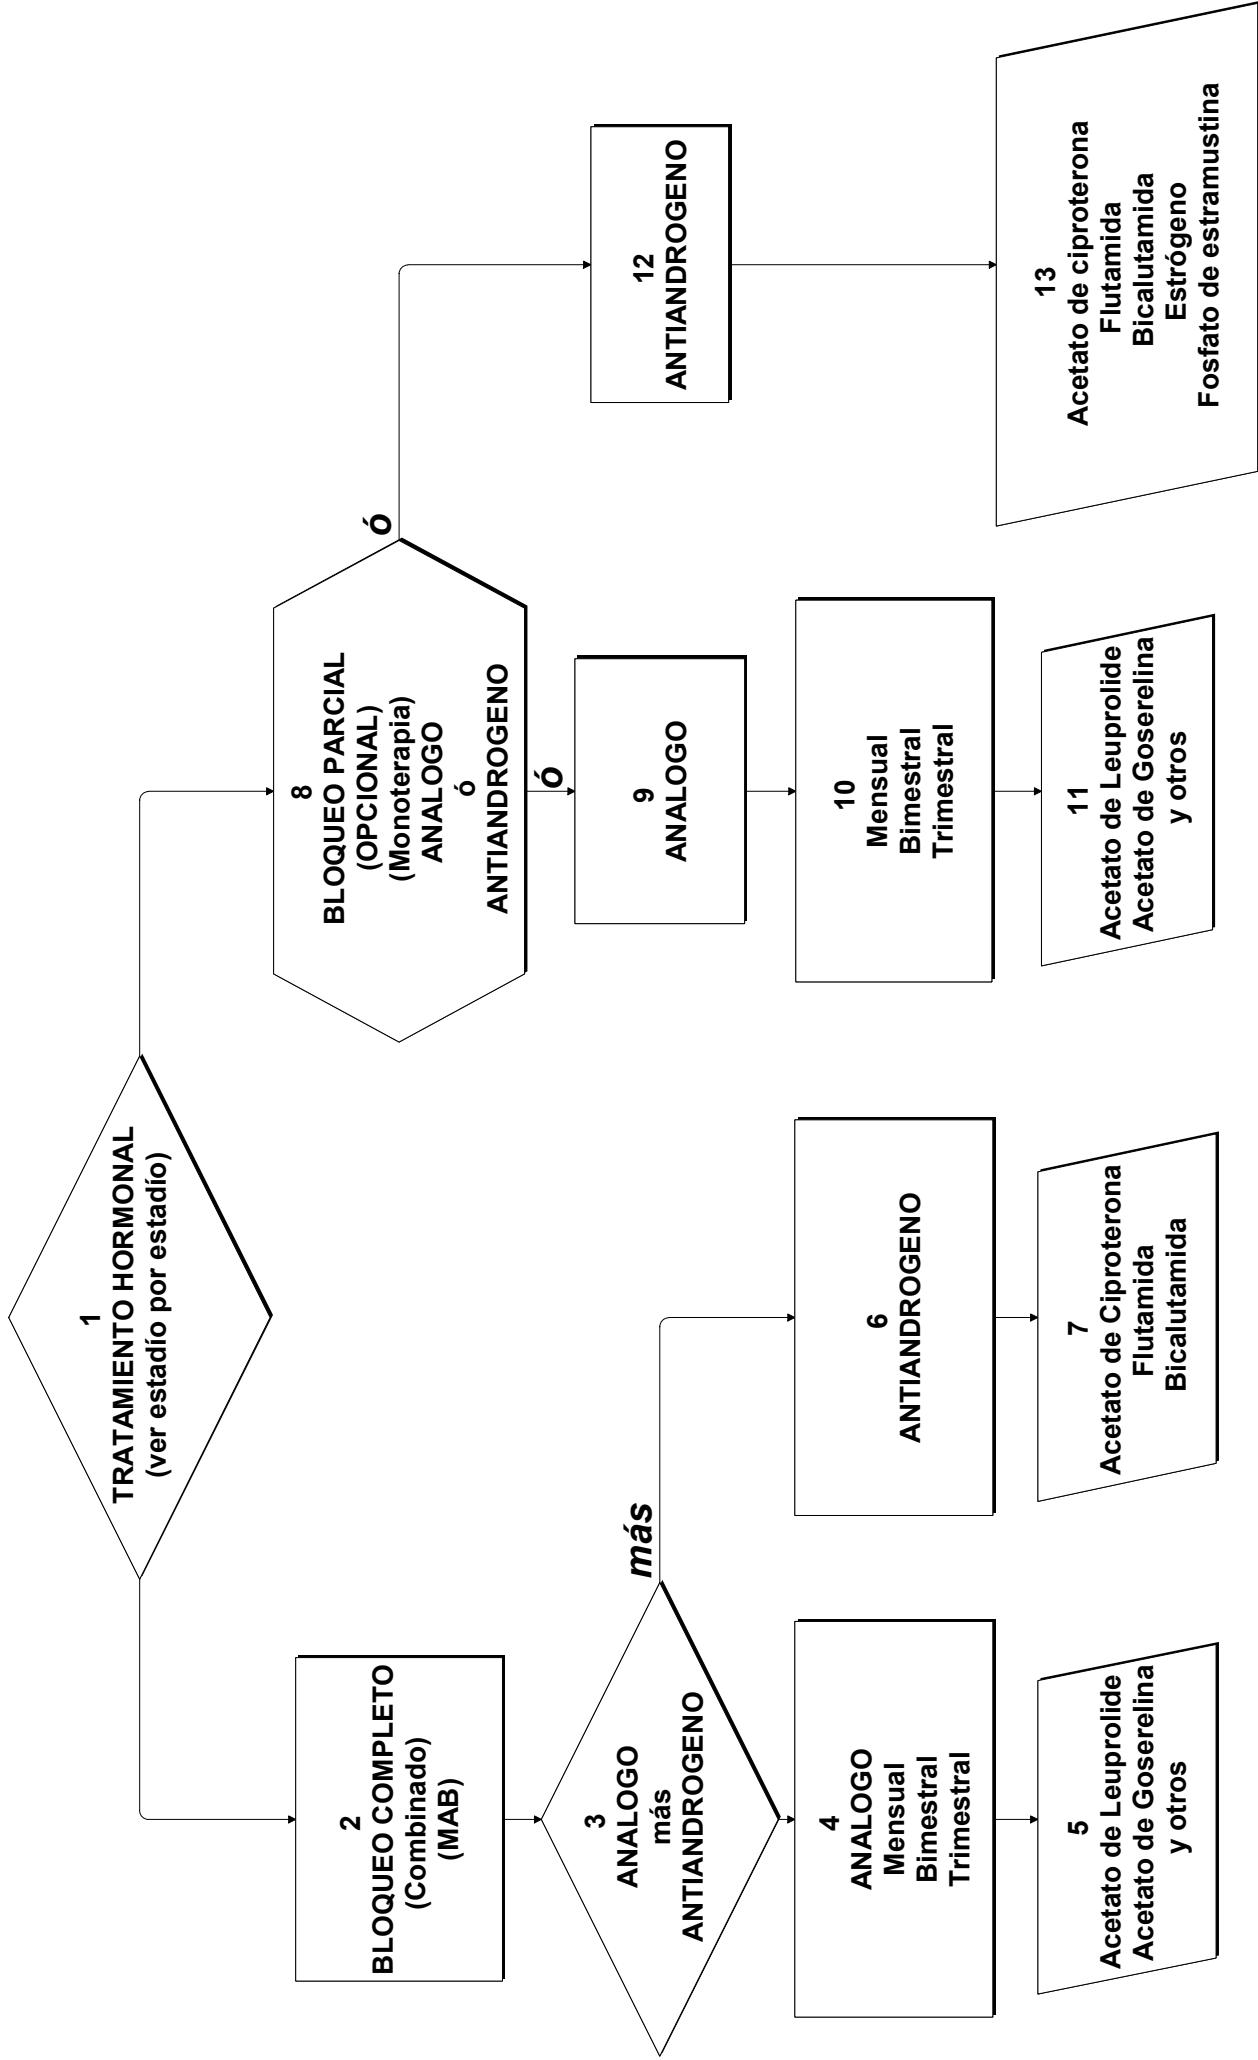 1
TRATAMIENTO HORMONAL
(ver estadío por estadío)
2
BLOQUEO COMPLETO
(Combinado)
(MAB)
3
ANALOGO
más
ANTIANDROGENO
más
4
ANALOGO
Mensual
Bimestral
Trimestral
5
Acetato de Leuprolide
Acetato de Goserelina
y otros
6
ANTIANDROGENO
7
Acetato de Ciproterona
Flutamida
Bicalutamida
8
BLOQUEO PARCIAL
(OPCIONAL)
(Monoterapia)
ANALOGO
ó
ANTIANDROGENO
ó
ó
9
ANALOGO
10
Mensual
Bimestral
Trimestral
11
Acetato de Leuprolide
Acetato de Goserelina
y otros
12
ANTIANDROGENO
13
Acetato de ciproterona
Flutamida
Bicalutamida
Estrógeno
Fosfato de estramustina